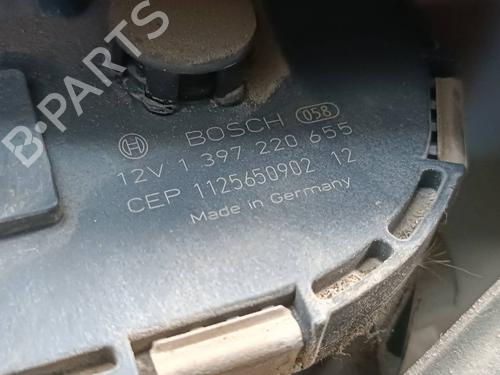 BOSCH 058
12V 1 397 220 655
CEP 1125650902 12
Made in Germany
B-PARTS